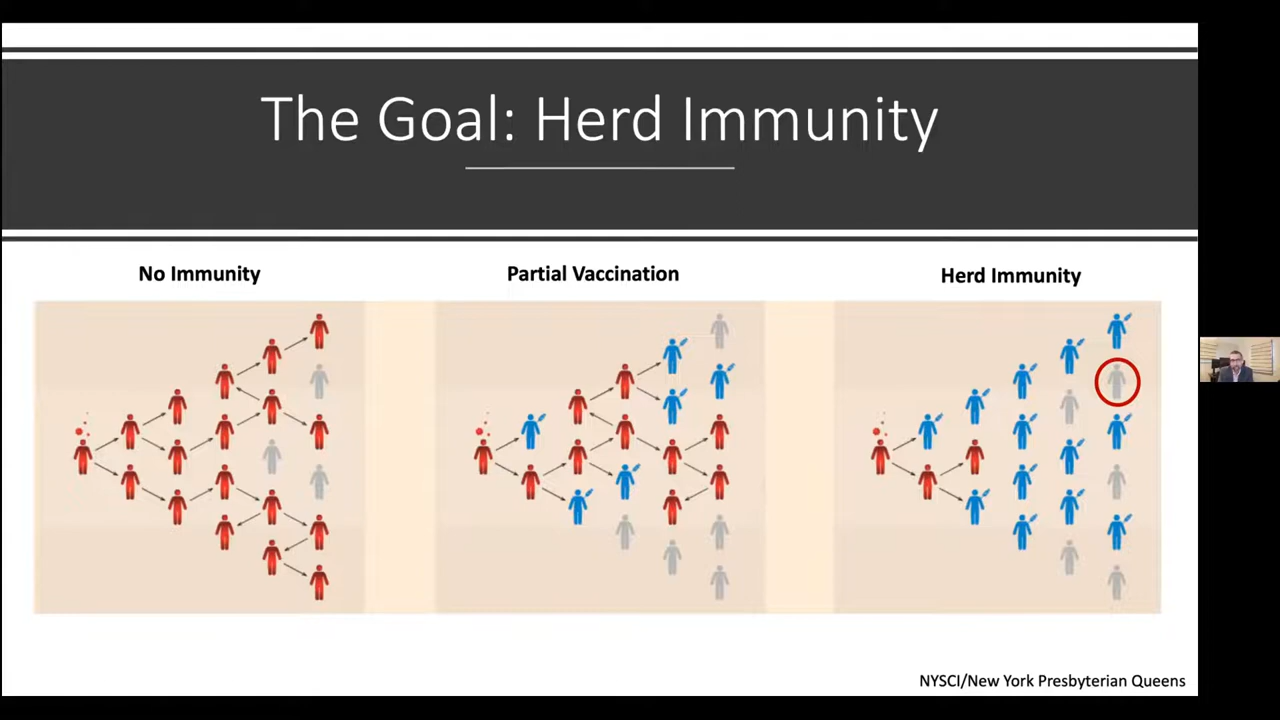 The Goal: Herd Immunity
No Immunity
Partial Vaccination
Herd Immunity
NYSCI/New York Presbyterian Queens